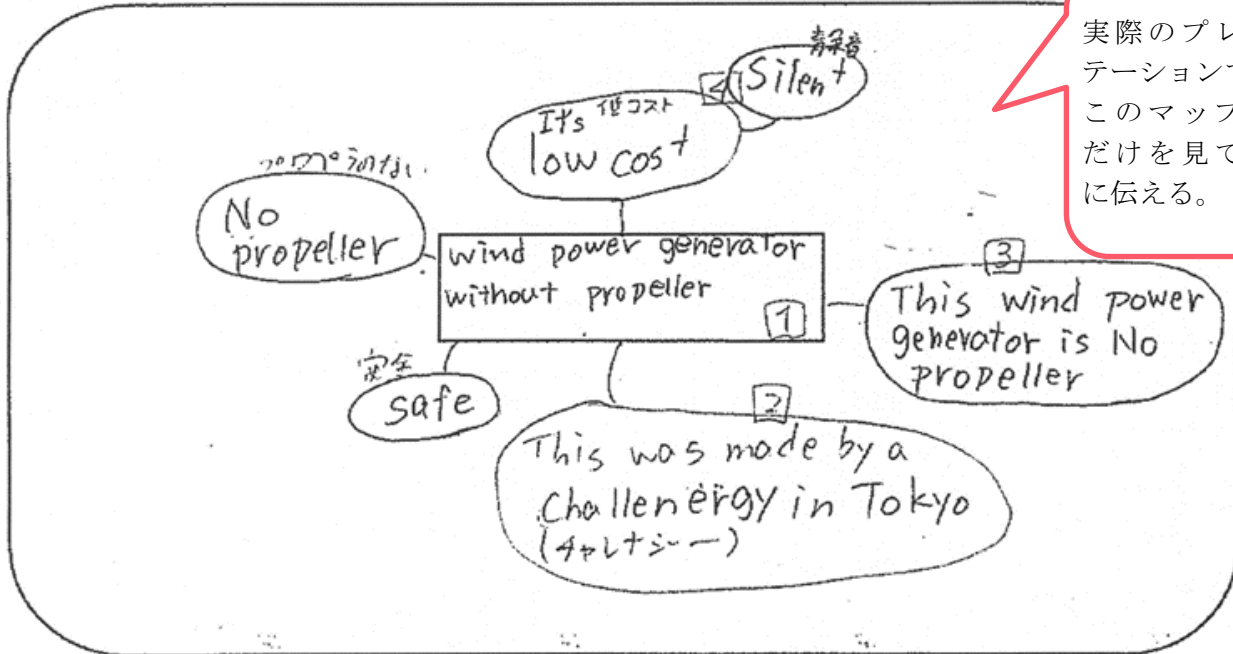 実際のプレ
テーションで
このマップ
だけを見て
に伝える。
静音
Silent
4
It's 低コスト
low cost
プロペラのない
No
propeller
wind power generator
without propeller
1
3
This wind power
generator is No
propeller
安全
safe
2
This was made by a
Challenergy in Tokyo
(チャレナジー)